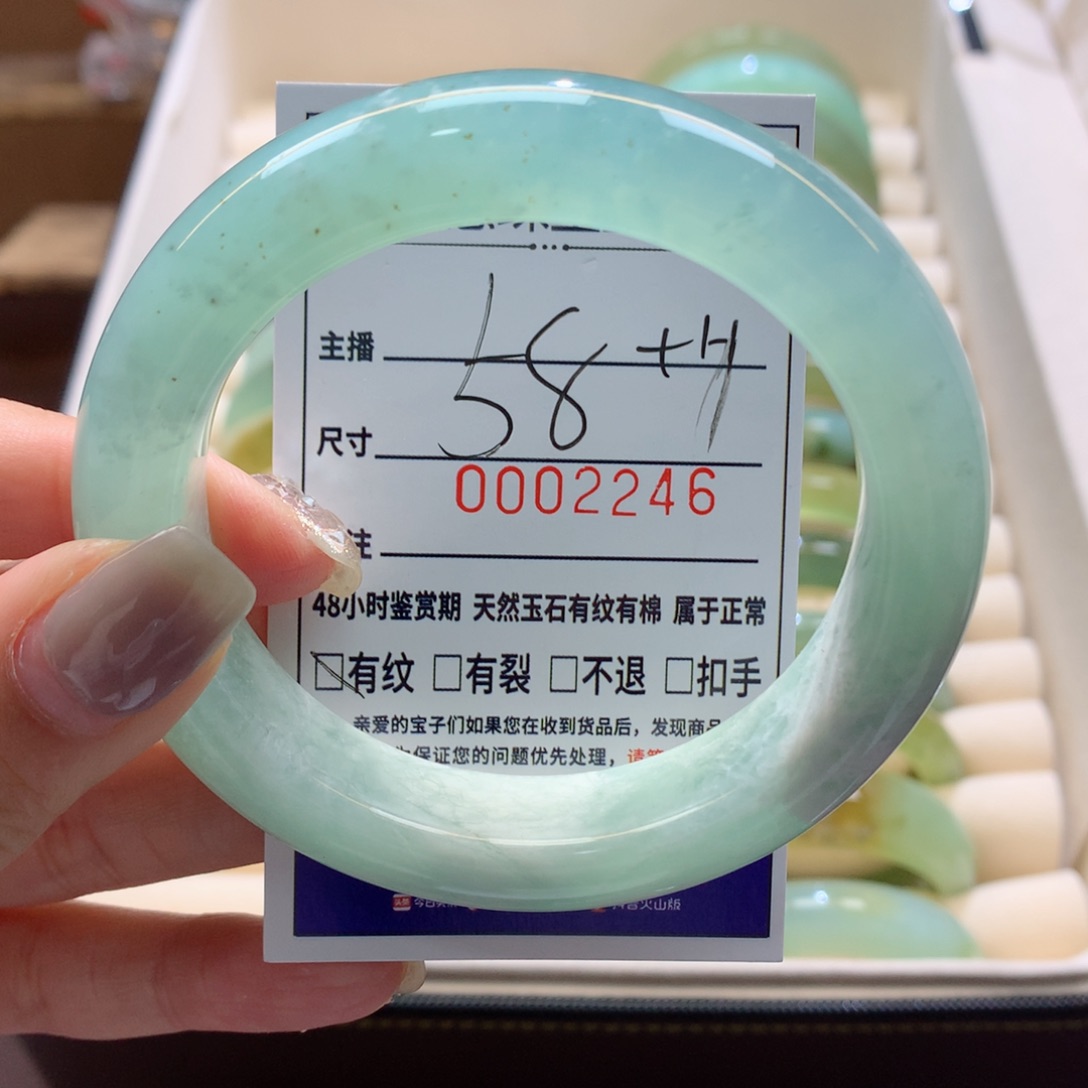 主播
58+
尺寸
0002246
注
48小时鉴赏期 天然玉石有纹有棉 属于正常
□有纹 □有裂 □不退 □扣手
亲爱的宝子们如果您在收到货品后，发现商品
为保证您的问题优先处理，请